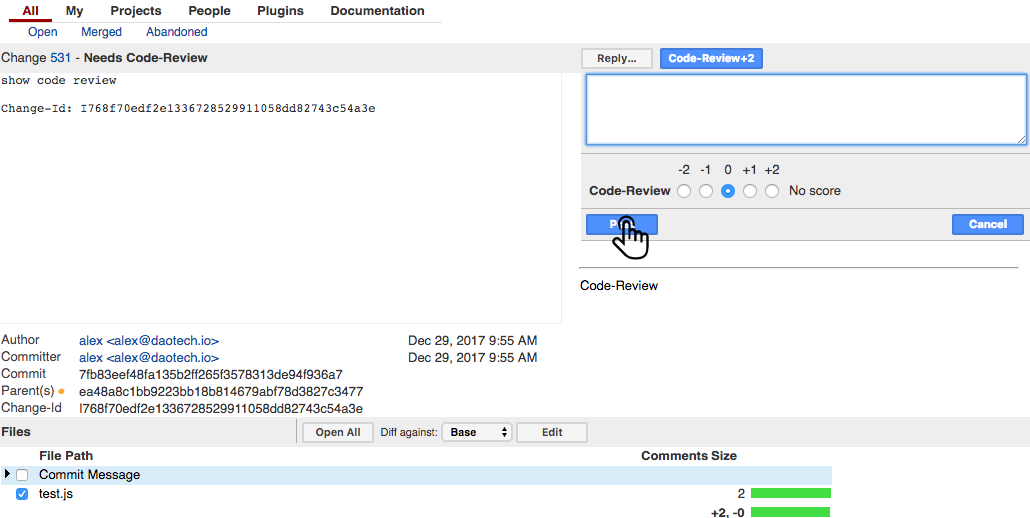 All My Projects People Plugins Documentation
Open Merged Abandoned
Change 531 - Needs Code-Review
Reply... Code-Review+2
show code review
Change-Id: I768f70edf2e1336728529911058dd82743c54a3e
-2 -1 0 +1 +2
Code-Review No score
Cancel
Code-Review
Author alex <alex@daotech.io> Dec 29, 2017 9:55 AM
Committer alex <alex@daotech.io> Dec 29, 2017 9:55 AM
Commit 7fb83eef48fa135b2ff265f3578313de94f936a7
Parent(s) ea48a8c1bb9223bb18b814679abf78d3827c3477
Change-Id I768f70edf2e1336728529911058dd82743c54a3e
Files Open All Diff against: Base Edit
File Path Comments Size
Commit Message
test.js 2
+2, -0